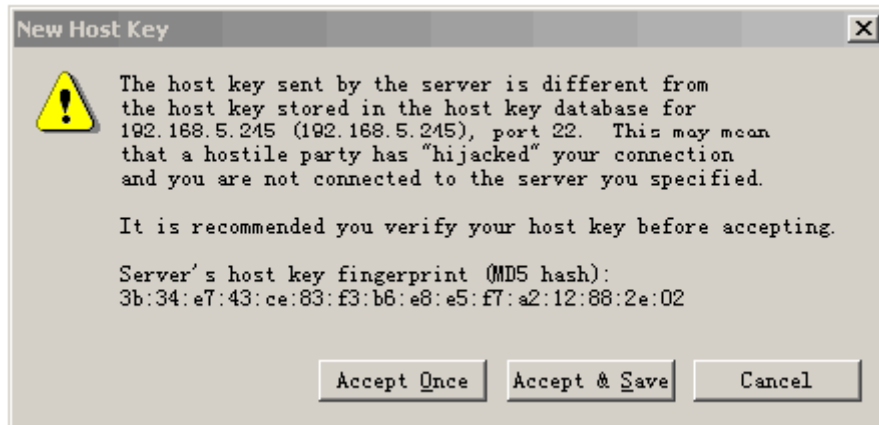 New Host Key
The host key sent by the server is different from
the host key stored in the host key database for
192.168.5.245 (192.168.5.245), port 22.  This may mean
that a hostile party has "hijacked" your connection
and you are not connected to the server you specified.
It is recommended you verify your host key before accepting.
Server's host key fingerprint (MD5 hash):
3b:34:e7:43:ce:83:f3:b6:e8:e5:f7:a2:12:88:2e:02
Accept Once Accept & Save Cancel